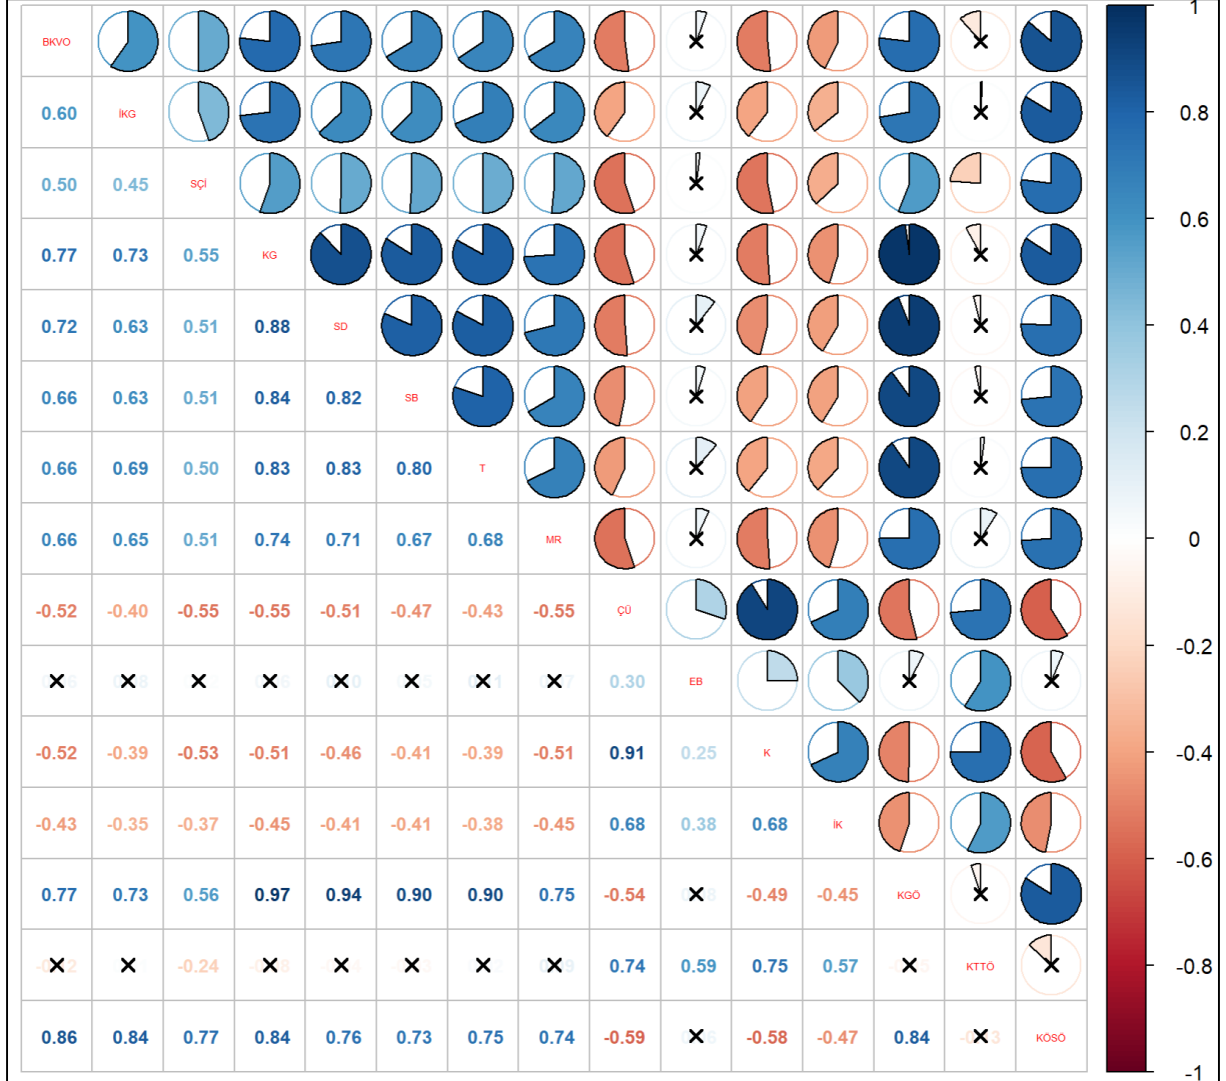 1
BKVO
0.60 İKG 0.8
0.50 0.45 SÇİ
0.6
0.77 0.73 0.55 KG
0.72 0.63 0.51 0.88 SD 0.4
0.66 0.63 0.51 0.84 0.82 SB
0.2
0.66 0.69 0.50 0.83 0.83 0.80 T
0.66 0.65 0.51 0.74 0.71 0.67 0.68 MR 0
-0.52 -0.40 -0.55 -0.55 -0.51 -0.47 -0.43 -0.55 ÇÜ
-0.2
0.30 EB
-0.52 -0.39 -0.53 -0.51 -0.46 -0.41 -0.39 -0.51 0.91 0.25 K -0.4
-0.43 -0.35 -0.37 -0.45 -0.41 -0.41 -0.38 -0.45 0.68 0.38 0.68 İK
-0.6
0.77 0.73 0.56 0.97 0.94 0.90 0.90 0.75 -0.54 -0.49 -0.45 KGÖ
-0.24 0.74 0.59 0.75 0.57 KTTÖ -0.8
0.86 0.84 0.77 0.84 0.76 0.73 0.75 0.74 -0.59 -0.58 -0.47 0.84 KÖSÖ
-1